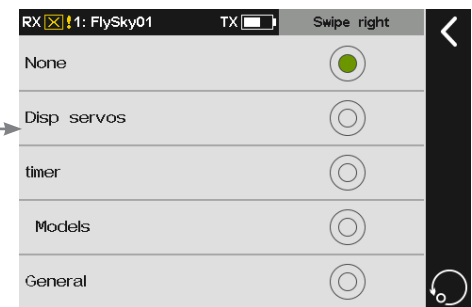 RX !1: FlySky01 TX Swipe right
None
Disp servos
timer
Models
General